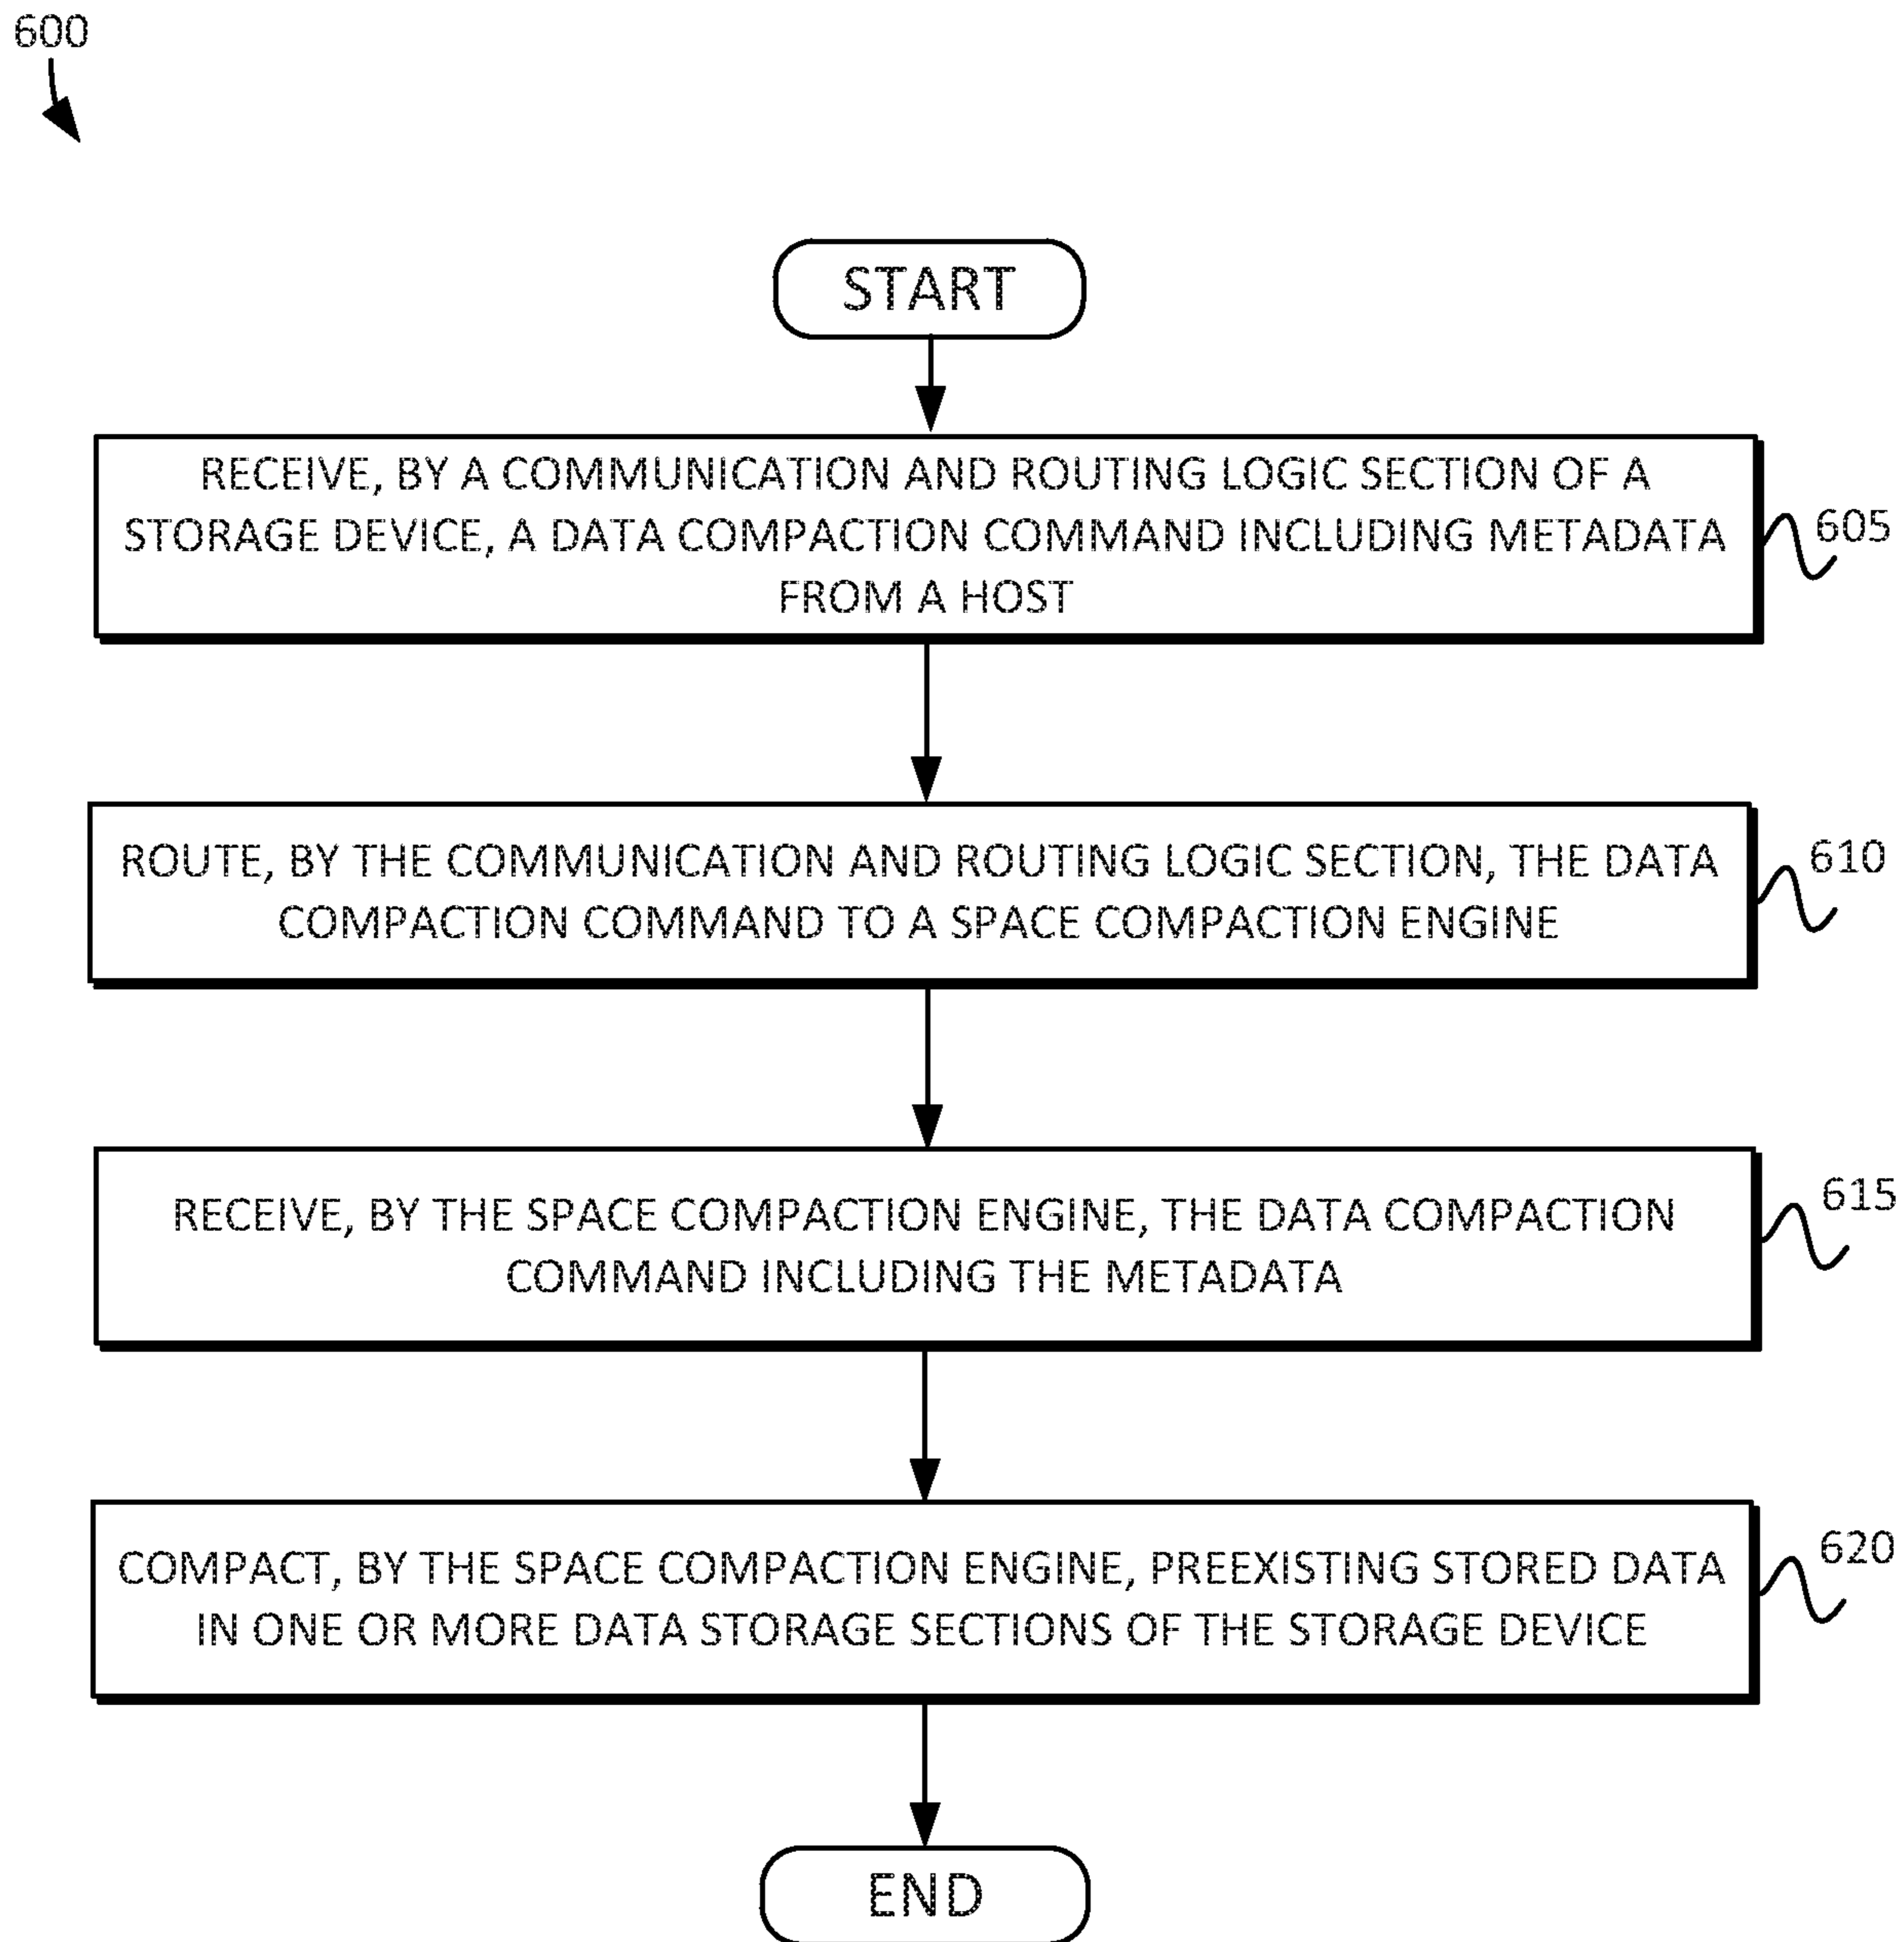 600
START
RECEIVE, BY A COMMUNICATION AND ROUTING LOGIC SECTION OF A
STORAGE DEVICE, A DATA COMPACTION COMMAND INCLUDING METADATA
FROM A HOST
605
ROUTE, BY THE COMMUNICATION AND ROUTING LOGIC SECTION, THE DATA
COMPACTION COMMAND TO A SPACE COMPACTION ENGINE
610
RECEIVE, BY THE SPACE COMPACTION ENGINE, THE DATA COMPACTION
COMMAND INCLUDING THE METADATA
615
COMPACT, BY THE SPACE COMPACTION ENGINE, PREEXISTING STORED DATA
IN ONE OR MORE DATA STORAGE SECTIONS OF THE STORAGE DEVICE
620
END